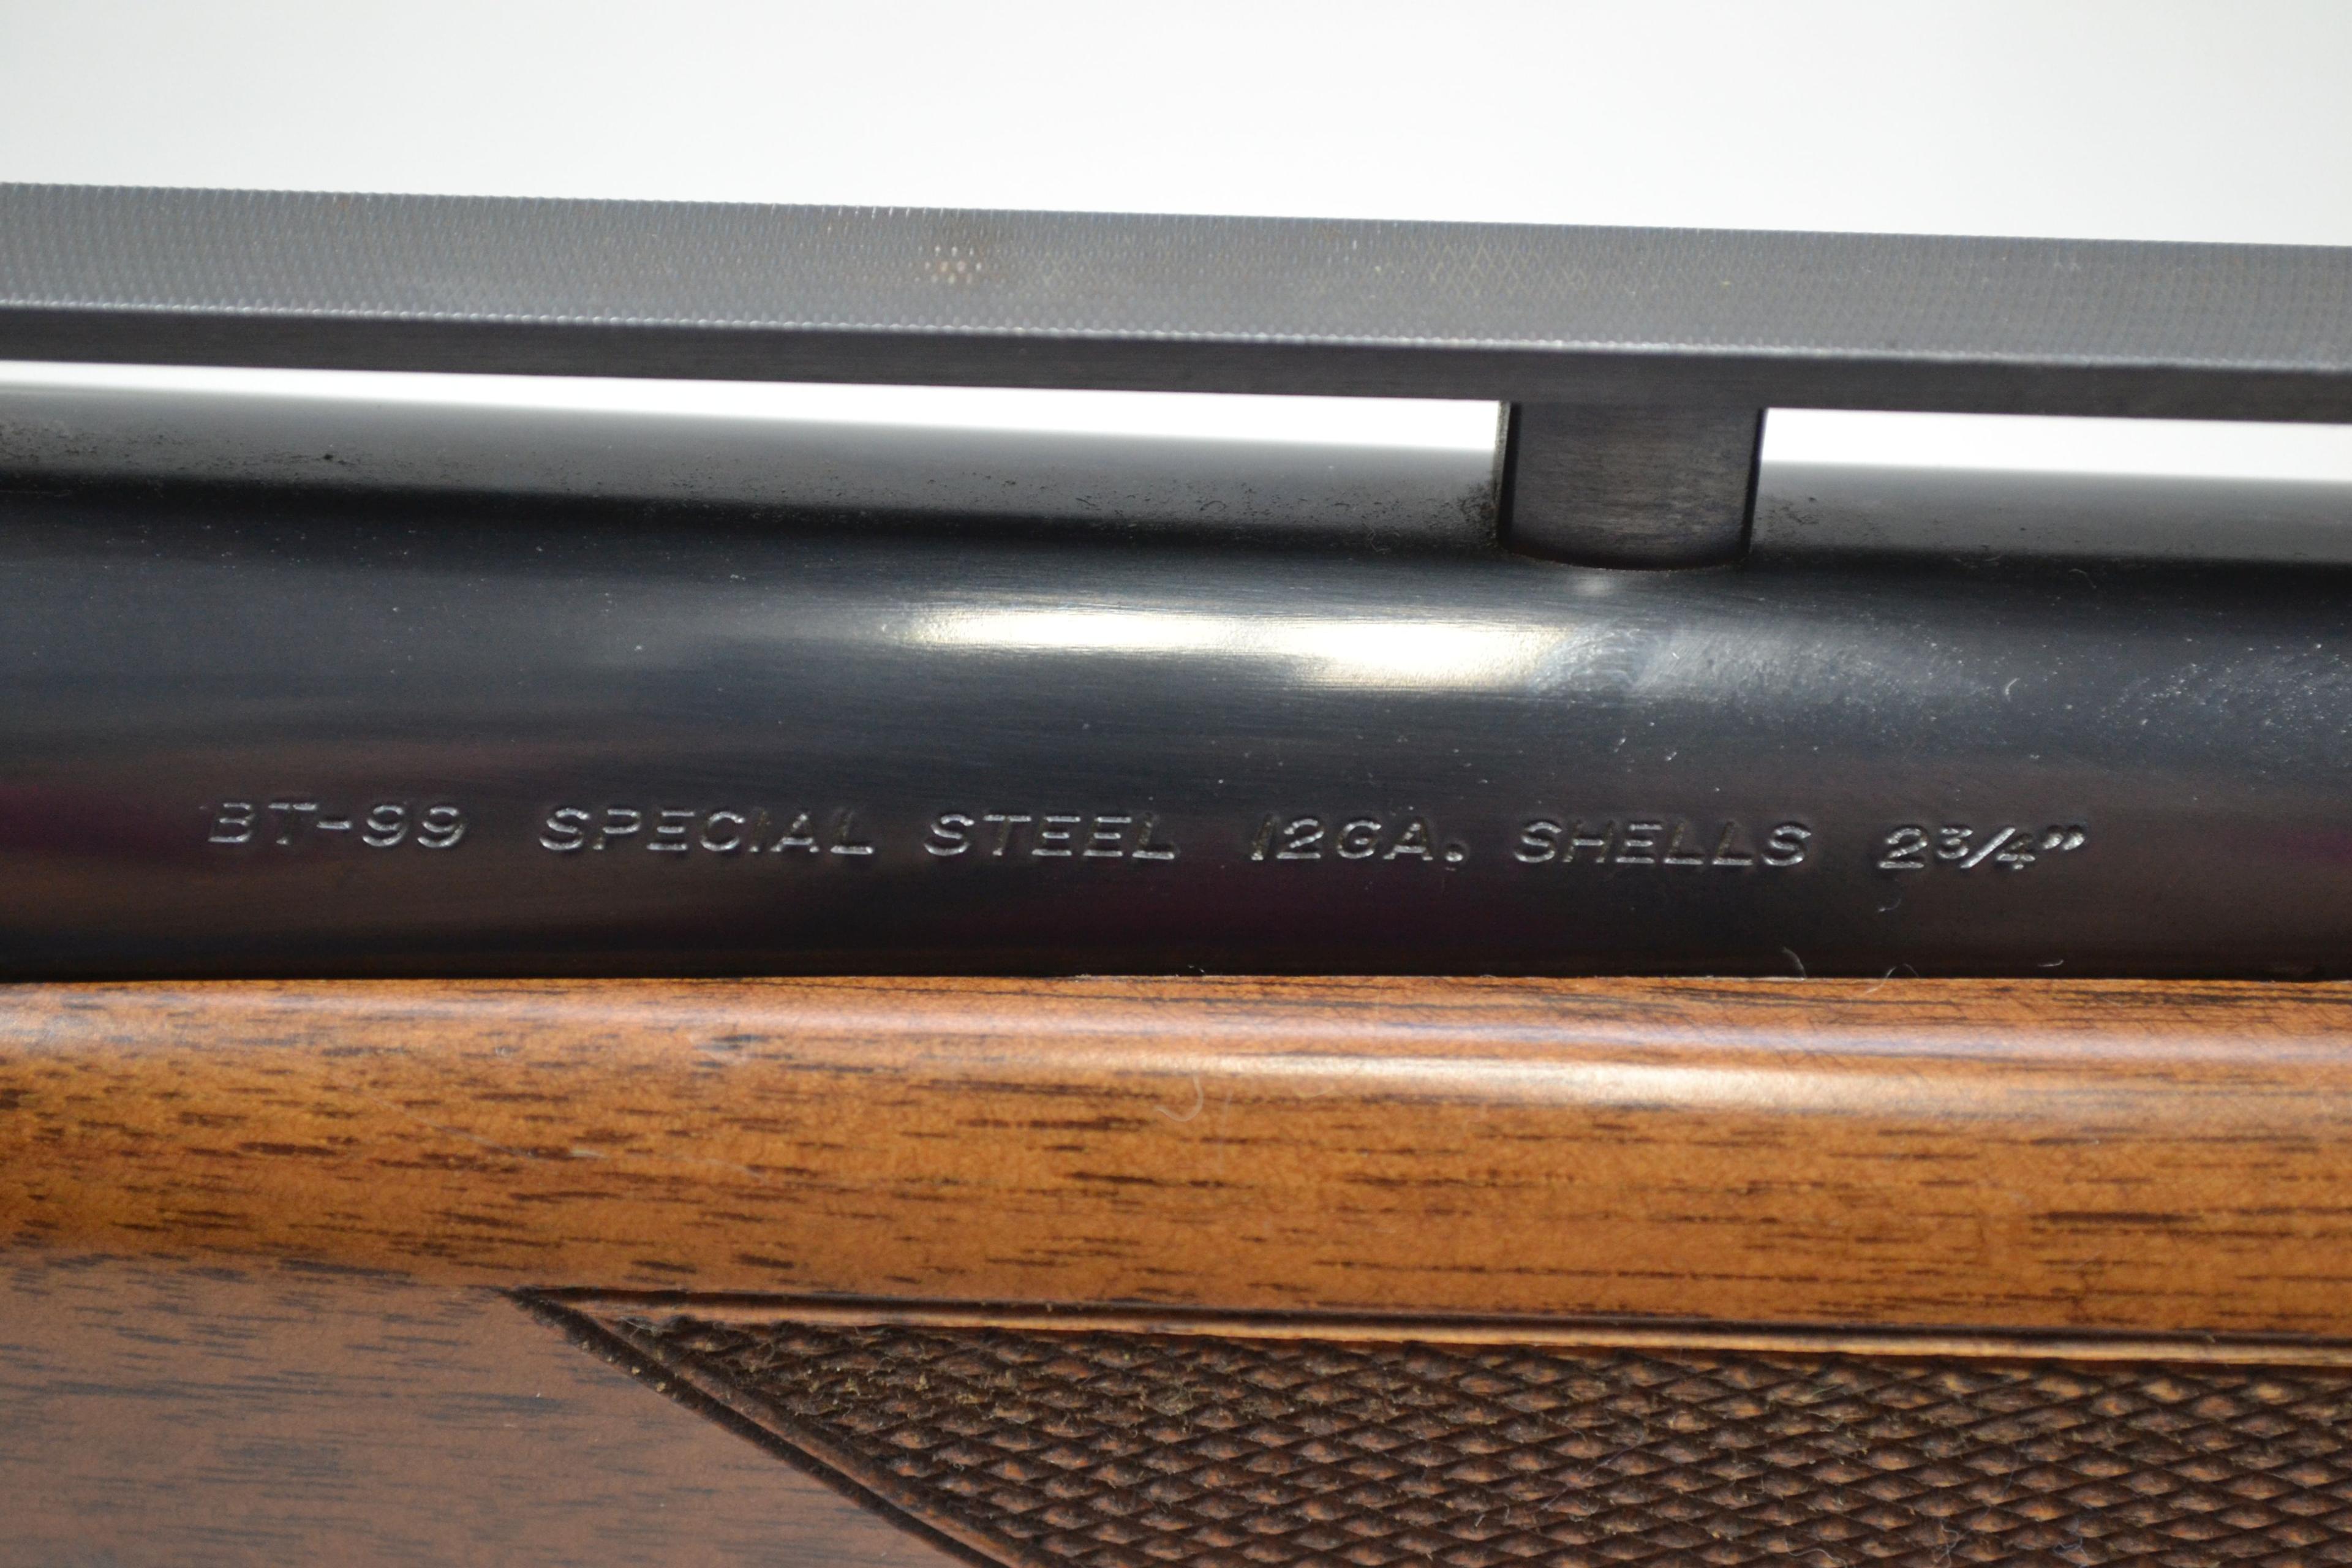 BT-99 SPECIAL STEEL 12GA. SHELLS 2¾”